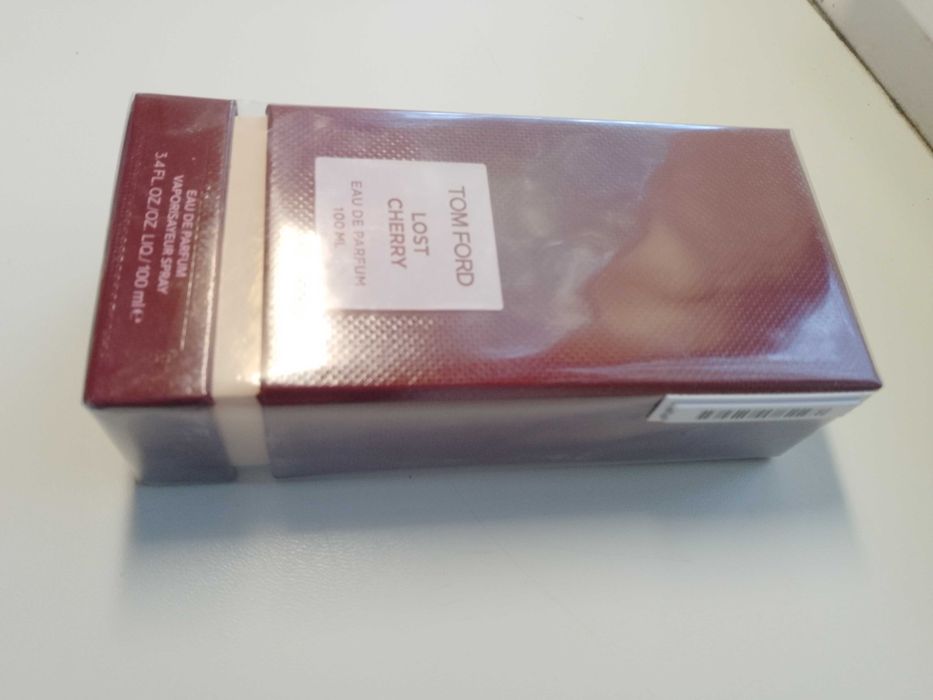 TOM FORD
LOST
CHERRY
EAU DE PARFUM
100 ML
EAU DE PARFUM
VAPORISATEUR SPRAY
3.4 FL. OZ/OZ LIQ/100 ml e